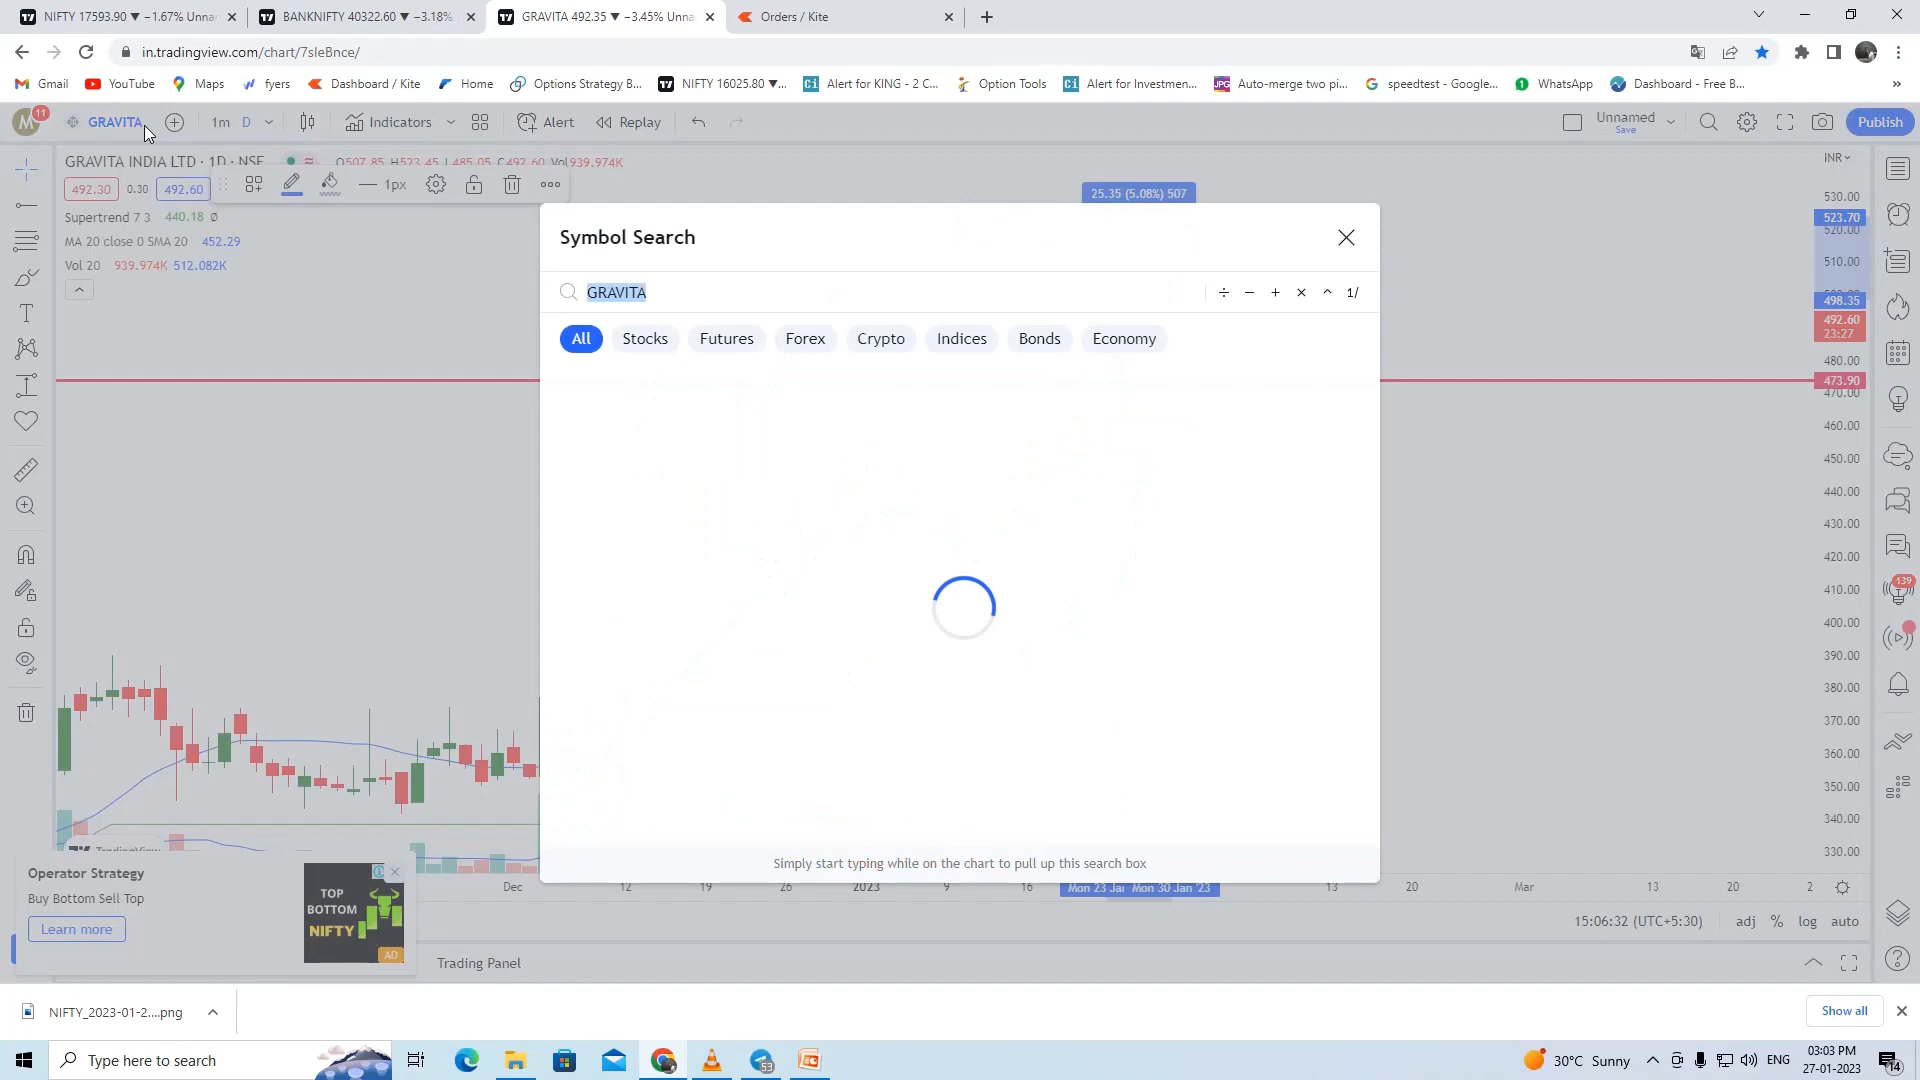 NIFTY 17593.90 ▼ −1.67% Unnar
BANKNIFTY 40322.60 ▼ −3.18%
GRAVITA 492.35 ▼ −3.45% Unna
Orders / Kite
in.tradingview.com/chart/7sleBnce/
Gmail
YouTube
Maps
fyers
Dashboard / Kite
Home
Options Strategy B...
NIFTY 16025.80 ▼...
Alert for KING - 2 C...
Option Tools
Alert for Investmen...
Auto-merge two pi...
speedtest - Google...
WhatsApp
Dashboard - Free B...
»
M
11
GRAVITA
1m
D
Indicators
Alert
Replay
Unnamed
Save
Publish
GRAVITA INDIA LTD · 1D · NSE
O507.85 H523.45 L485.05 C492.60 Vol939.974K
INR
492.30
0.30
492.60
1px
25.35 (5.08%) 507
Supertrend 7 3 440.18 Ø
MA 20 close 0 SMA 20 452.29
Vol 20 939.974K 512.082K
Symbol Search
GRAVITA
÷ − + × ^ 1/
All
Stocks
Futures
Forex
Crypto
Indices
Bonds
Economy
Simply start typing while on the chart to pull up this search box
530.00
523.70
520.00
510.00
498.35
492.60
23:27
480.00
473.90
470.00
460.00
450.00
440.00
430.00
420.00
410.00
400.00
390.00
380.00
370.00
360.00
350.00
340.00
330.00
139
TradingView
Dec
12
19
26
2023
9
16
Mon 23 Jan
Mon 30 Jan '23
13
20
Mar
13
20
2
Operator Strategy
Buy Bottom Sell Top
Learn more
TOP
BOTTOM
NIFTY
AD
15:06:32 (UTC+5:30)
adj
%
log
auto
Trading Panel
NIFTY_2023-01-2....png
Show all
Type here to search
53
30°C Sunny
ENG
03:03 PM
27-01-2023
14